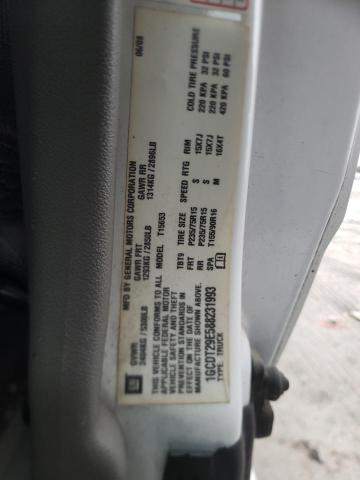 MFD BY GENERAL MOTORS CORPORATION
06/08
GVWR
GAWR FRT
GAWR RR
2404KG / 5300LB
1293KG / 2850LB
1314KG / 2896LB
THIS VEHICLE CONFORMS TO ALL
APPLICABLE FEDERAL MOTOR
VEHICLE SAFETY AND THEFT
PREVENTION STANDARDS IN EFFECT ON THE DATE OF
MANUFACTURE SHOWN ABOVE.
1GCDT29E588231993
TYPE: TRUCK
MODEL T15653
TBT9 TIRE SIZE SPEED RTG RIM COLD TIRE PRESSURE
FRT P235/75R15 S 15X7J 220 KPA 32 PSI
RR P235/75R15 S 15X7J 220 KPA 32 PSI
SPA T155/90R16 M 16X4T 420 KPA 60 PSI